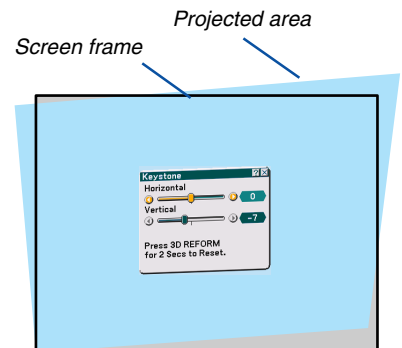 Projected area
Screen frame
Keystone
Horizontal
0
Vertical
-7
Press 3D REFORM
for 2 Secs to Reset.